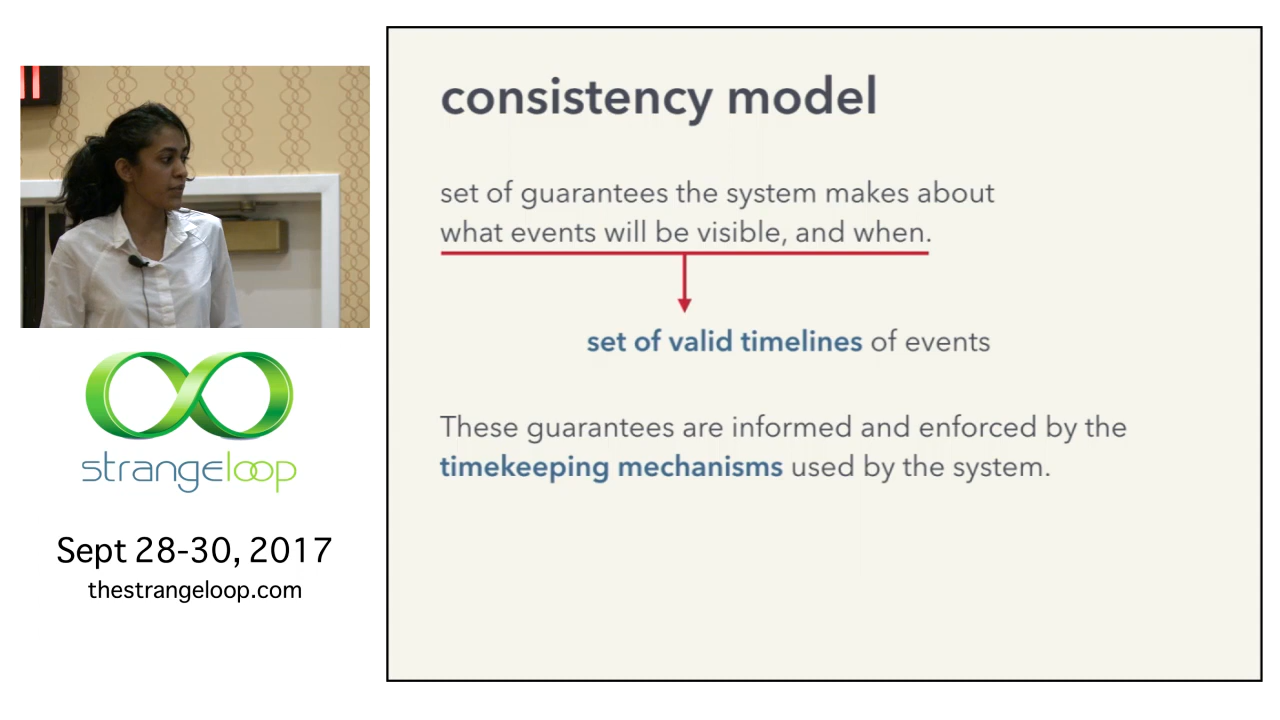 consistency model
set of guarantees the system makes about
what events will be visible, and when.
set of valid timelines of events
These guarantees are informed and enforced by the
timekeeping mechanisms used by the system.
strangeloop
Sept 28-30, 2017
thestrangeloop.com